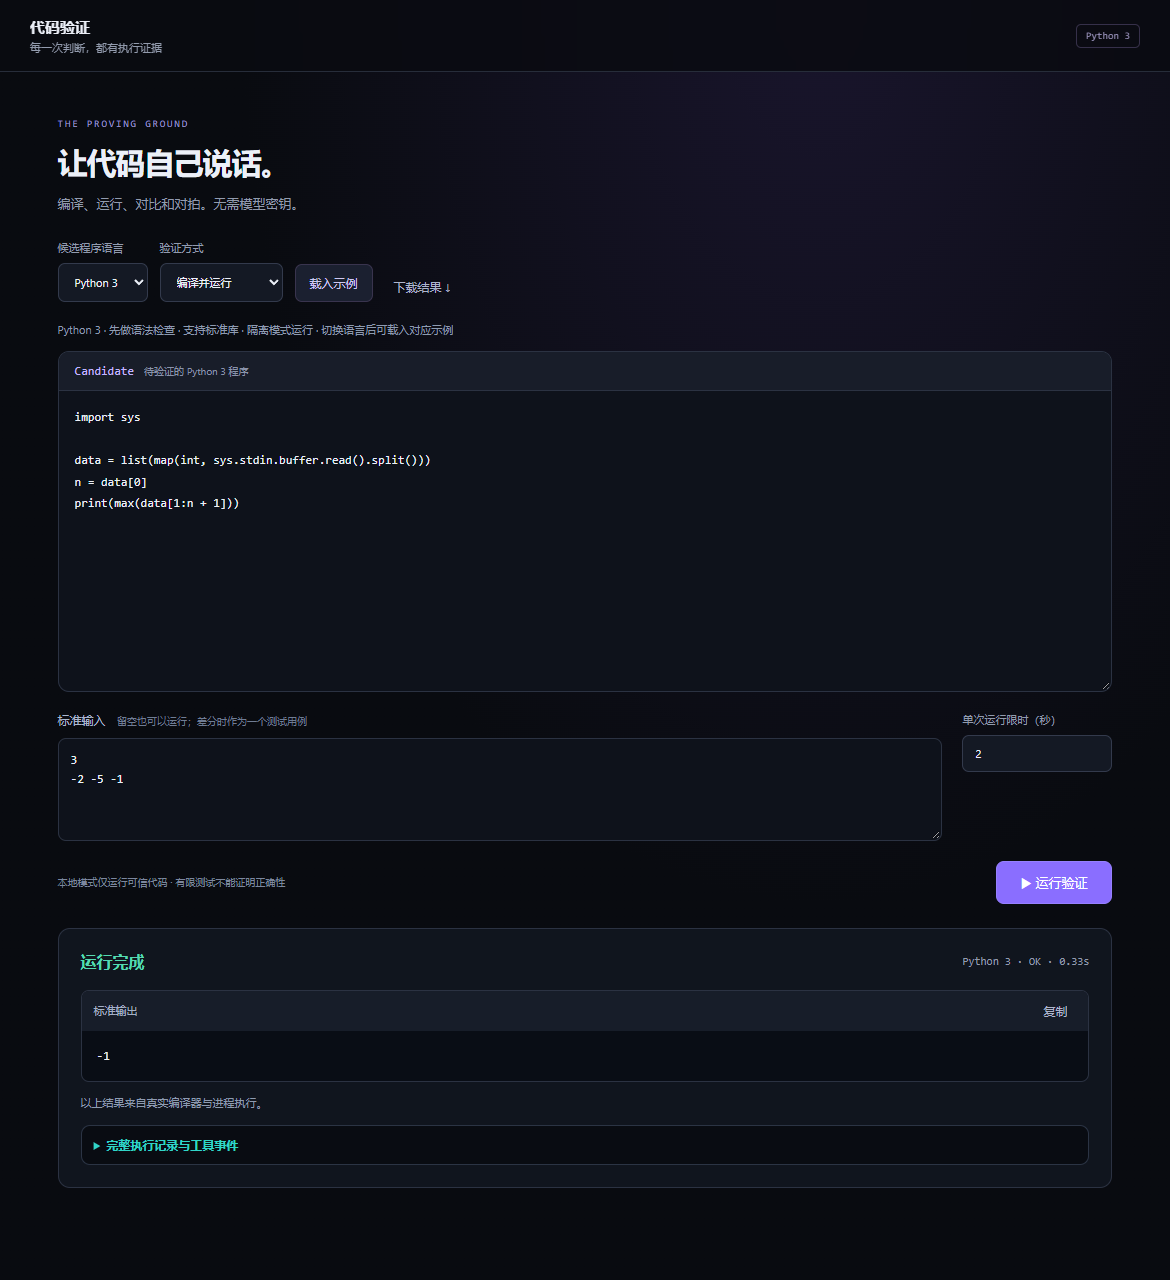 代码验证
每一次判断，都有执行证据
Python 3
THE PROVING GROUND
让代码自己说话。
编译、运行、对比和对拍。无需模型密钥。
候选程序语言
验证方式
Python 3
编译并运行
载入示例
下载结果 ↓
Python 3 · 先做语法检查 · 支持标准库 · 隔离模式运行 · 切换语言后可载入对应示例
Candidate 待验证的 Python 3 程序
import sys
data = list(map(int, sys.stdin.buffer.read().split()))
n = data[0]
print(max(data[1:n + 1]))
标准输入 留空也可以运行；差分时作为一个测试用例
单次运行限时（秒）
3
-2 -5 -1
2
本地模式仅运行可信代码 · 有限测试不能证明正确性
▶ 运行验证
运行完成
Python 3 · OK · 0.33s
标准输出
复制
-1
以上结果来自真实编译器与进程执行。
▶ 完整执行记录与工具事件